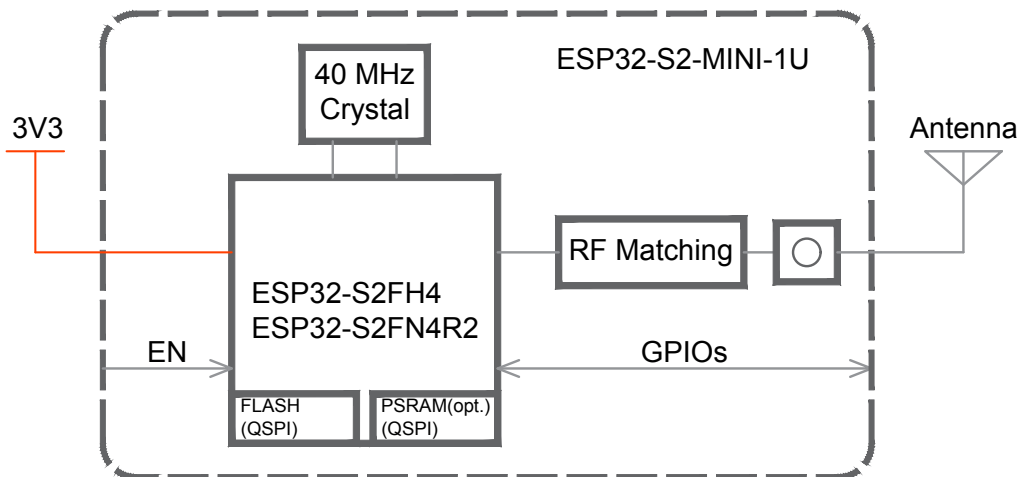 ESP32-S2-MINI-1U
40 MHz
Crystal
3V3
Antenna
RF Matching
ESP32-S2FH4
ESP32-S2FN4R2
EN
GPIOs
FLASH
(QSPI)
PSRAM(opt.)
(QSPI)